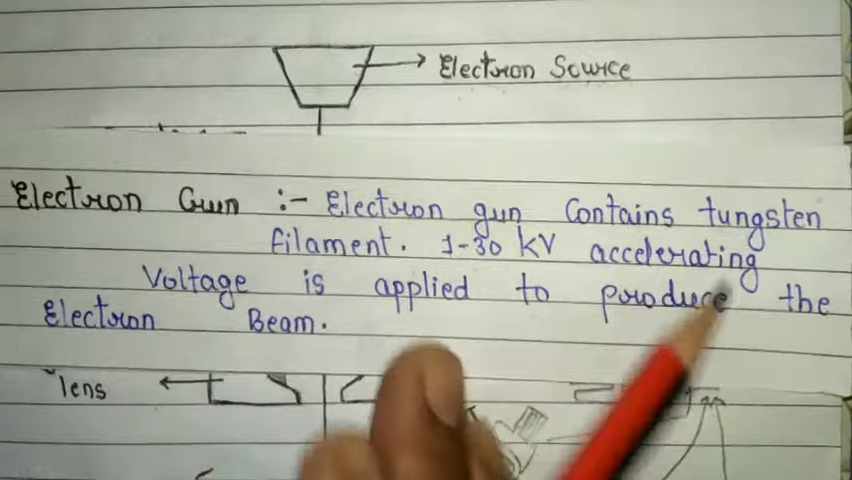 Electron Source
Electron Gun :- Electron gun Contains tungsten
filament. 1-30 kV accelerating
Voltage is applied to produce the
Electron Beam.
lens